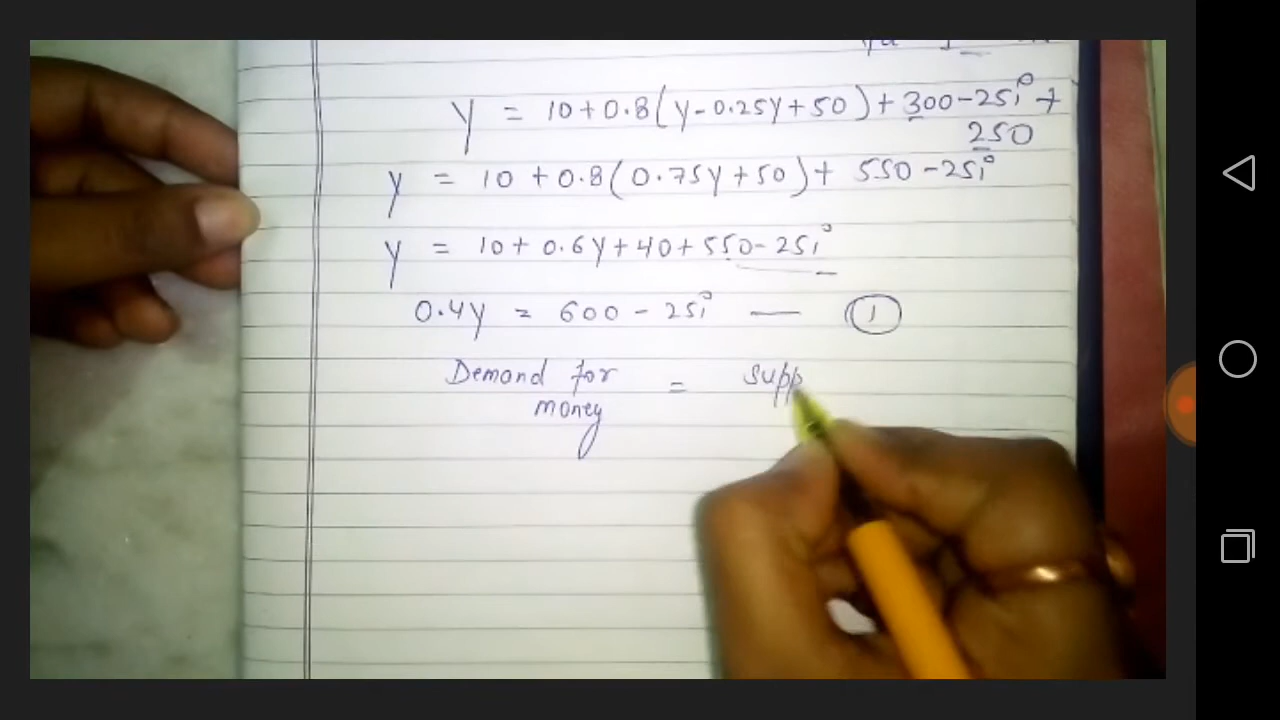 Y = 10 + 0.8 (Y - 0.25Y + 50) + 300 - 25i +
250
Y = 10 + 0.8 (0.75Y + 50) + 550 - 25i
Y = 10 + 0.6Y + 40 + 550 - 25i
0.4Y = 600 - 25i — 1
Demand for = supp
money